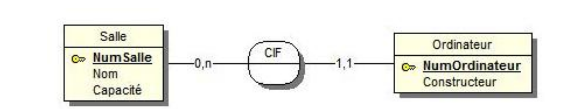 Salle
NumSalle
Nom
Capacité
0,n
CIF
1,1
Ordinateur
NumOrdinateur
Constructeur